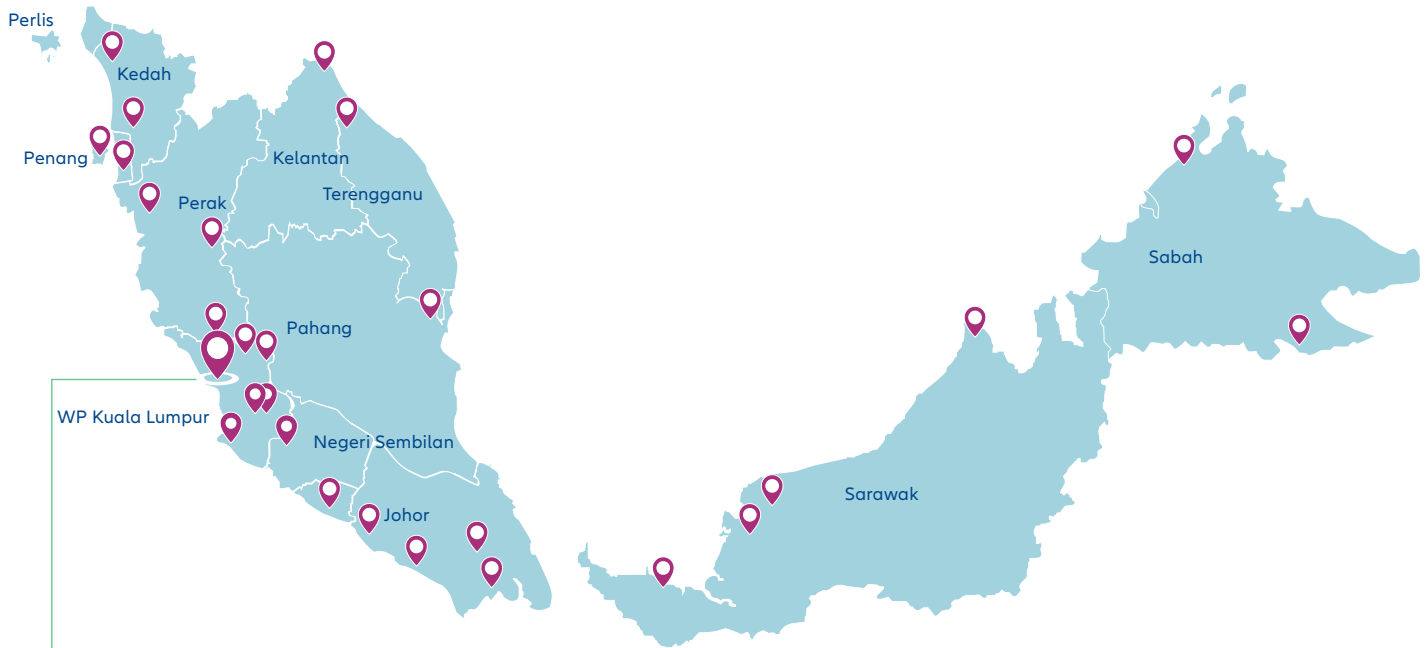 Perlis
Kedah
Penang
Kelantan
Terengganu
Perak
Sabah
Pahang
WP Kuala Lumpur
Negeri Sembilan
Sarawak
Johor